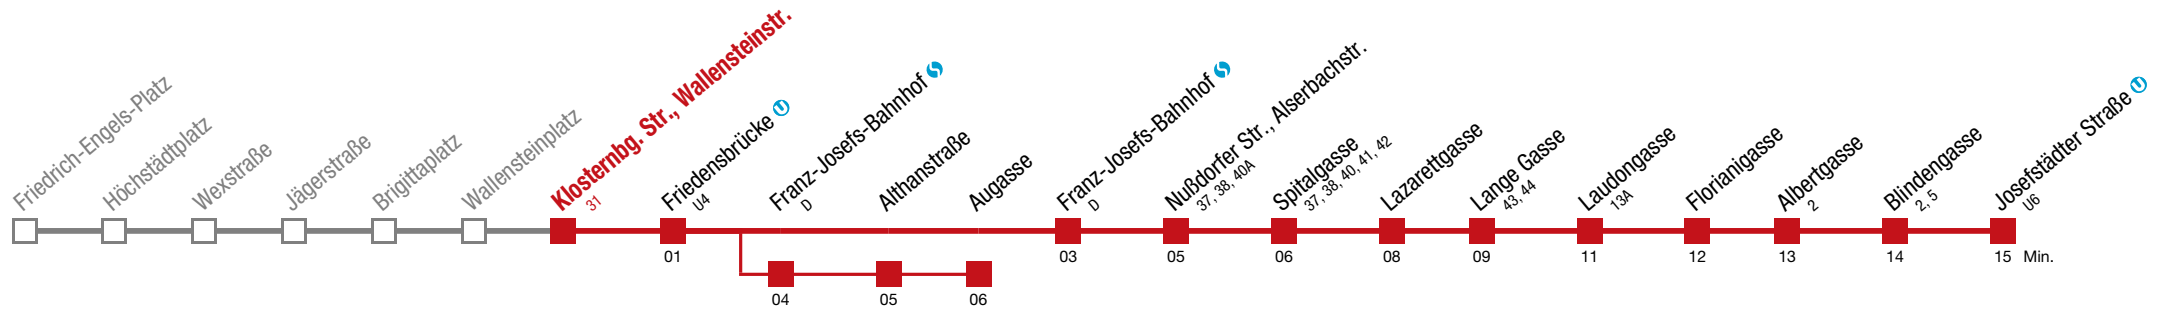 Friedrich-Engels-Platz
Höchstädtplatz
Wexstraße
Jägerstraße
Brigittaplatz
Wallensteinplatz
Klosternbg. Str., Wallensteinstr.
31
Friedensbrücke
U4
Franz-Josefs-Bahnhof
D
Althanstraße
Augasse
Franz-Josefs-Bahnhof
D
Nußdorfer Str., Alserbachstr.
37, 38, 40A
Spitalgasse
37, 38, 40, 41, 42
Lazarettgasse
Lange Gasse
43, 44
Laudongasse
13A
Florianigasse
Albertgasse
2
Blindengasse
2, 5
Josefstädter Straße
U6
01 03 05 06 08 09 11 12 13 14 15 Min.
04 05 06